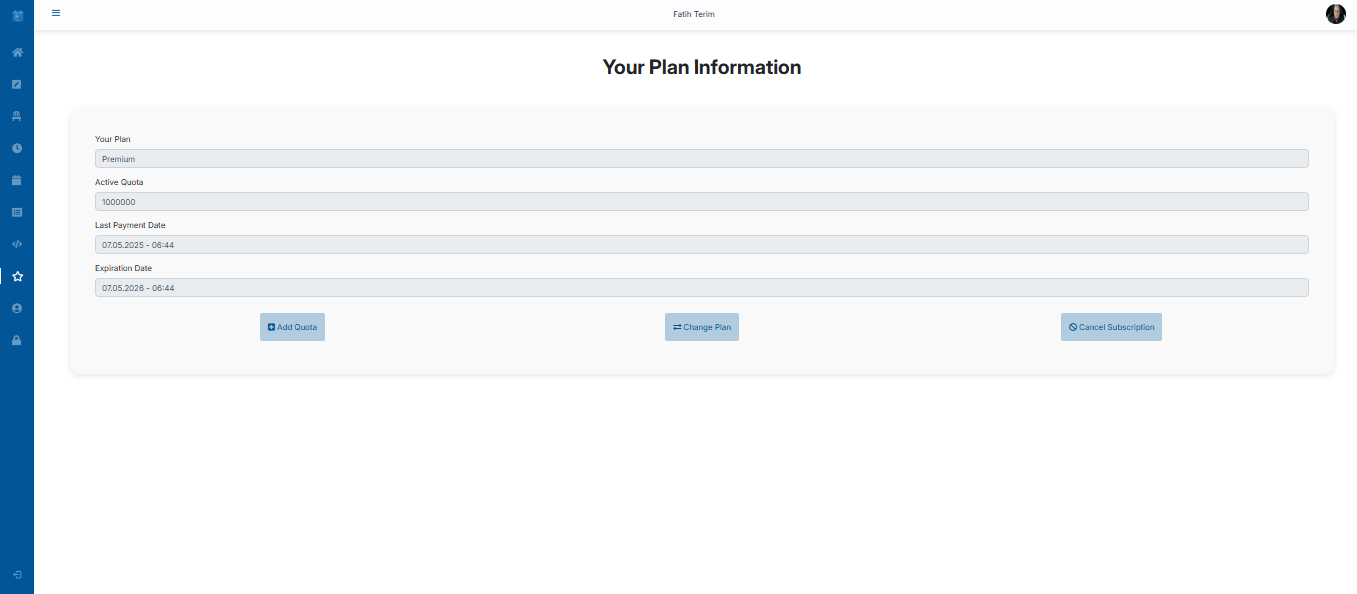 Fatih Terim
Your Plan Information
Your Plan
Premium
Active Quota
1000000
Last Payment Date
07.05.2025 - 06:44
Expiration Date
07.05.2026 - 06:44
Add Quota
Change Plan
Cancel Subscription